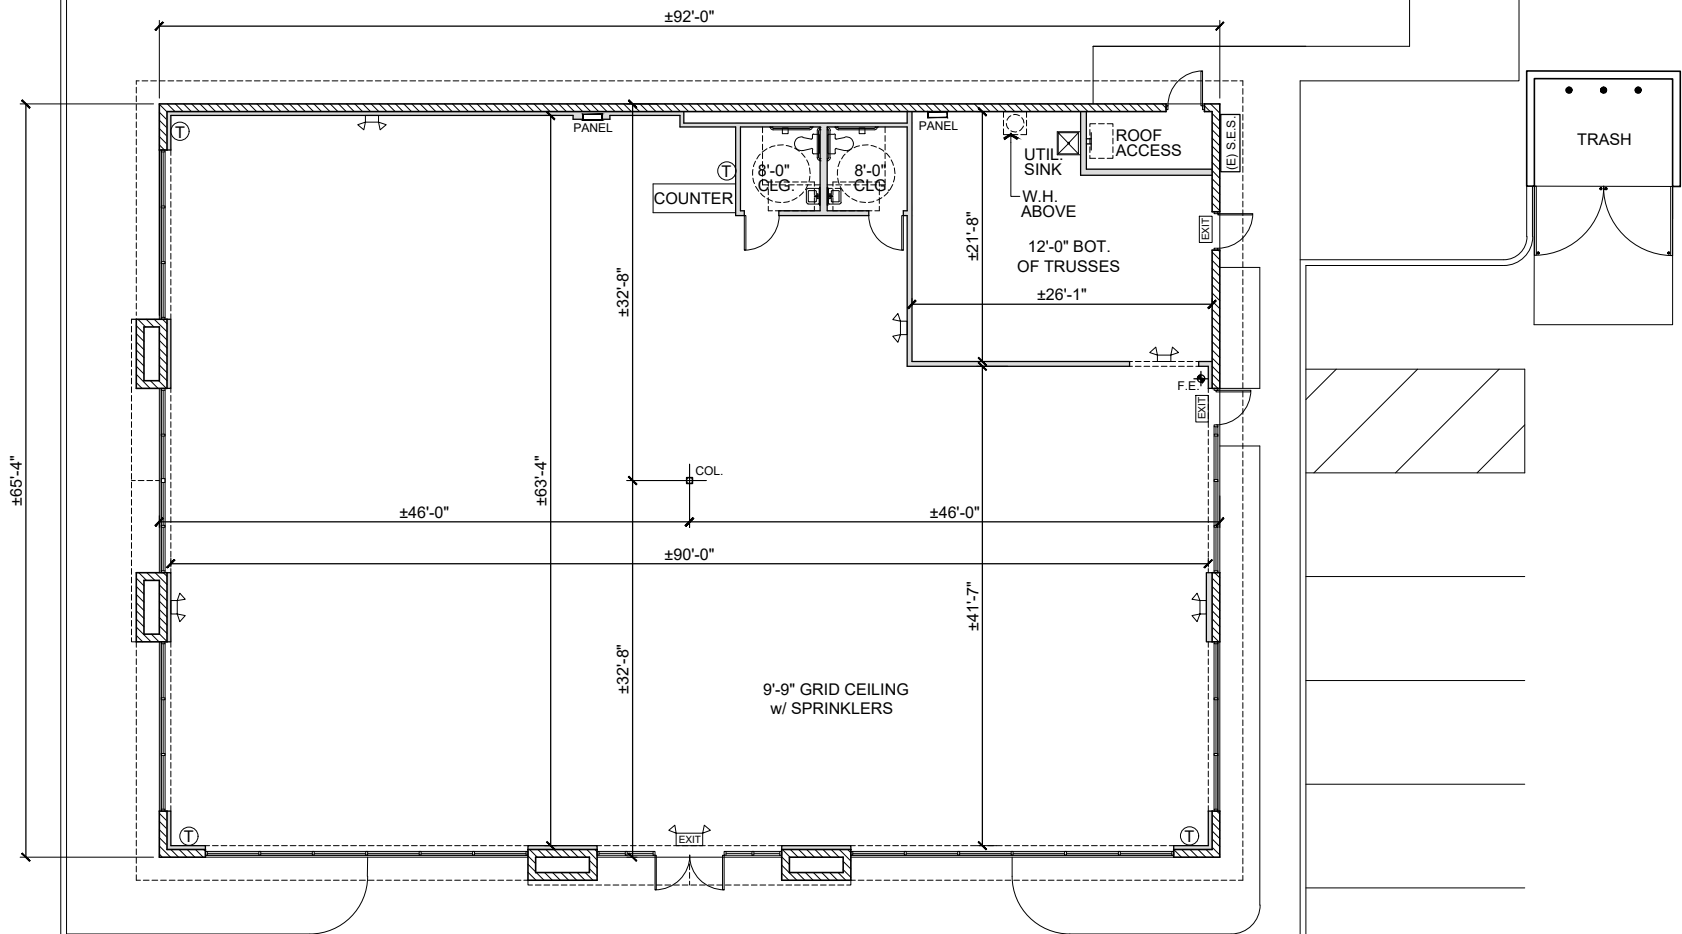 ±92'-0"
T
PANEL
PANEL
ROOF
ACCESS
(E) S.E.S.
TRASH
T
8'-0"
CLG.
8'-0"
CLG
UTIL.
SINK
COUNTER
W.H.
ABOVE
EXIT
±21'-8"
12'-0" BOT.
OF TRUSSES
±32'-8"
±26'-1"
F.E.
EXIT
COL.
±65'-4"
±63'-4"
±46'-0"
±46'-0"
±90'-0"
±41'-7"
±32'-8"
9'-9" GRID CEILING
w/ SPRINKLERS
T
EXIT
T